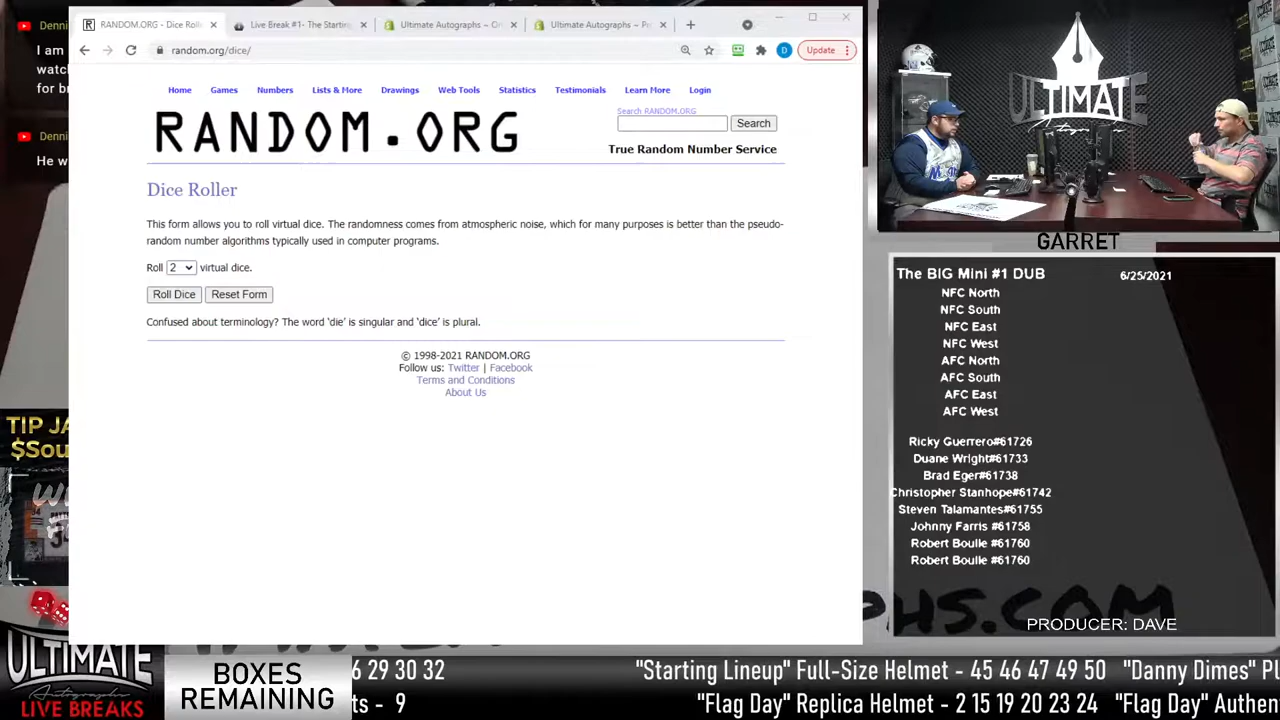 Denni
I am
watc
for b
Denni
He w
RANDOM.ORG - Dice Roll
Live Break #1- The Starting
Ultimate Autographs ~ Or
Ultimate Autographs ~ Pr
random.org/dice/
Update
Home Games Numbers Lists & More Drawings Web Tools Statistics Testimonials Learn More Login
RANDOM.ORG
Search RANDOM.ORG
Search
True Random Number Service
Dice Roller
This form allows you to roll virtual dice. The randomness comes from atmospheric noise, which for many purposes is better than the pseudo-
random number algorithms typically used in computer programs.
Roll 2 virtual dice.
Roll Dice Reset Form
Confused about terminology? The word 'die' is singular and 'dice' is plural.
© 1998-2021 RANDOM.ORG
Follow us: Twitter | Facebook
Terms and Conditions
About Us
TIMAT
GARRET
The BIG Mini #1 DUB 6/25/2021
NFC North
NFC South
NFC East
NFC West
AFC North
AFC South
AFC East
AFC West
Ricky Guerrero#61726
Duane Wright#61733
Brad Eger#61738
Christopher Stanhope#61742
Steven Talamantes#61755
Johnny Farris #61758
Robert Boulle #61760
Robert Boulle #61760
PRODUCER: DAVE
TIP JA
$Sou
PHS.COM
ULTIMATE
Autographs
LIVE BREAKS
BOXES
REMAINING
6 29 30 32 "Starting Lineup" Full-Size Helmet - 45 46 47 49 50 "Danny Dimes" Pl
ts - 9 "Flag Day" Replica Helmet - 2 15 19 20 23 24 "Flag Day" Authen